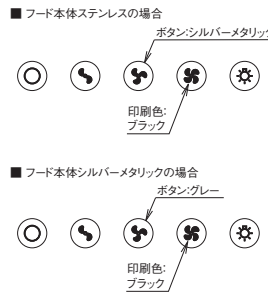 ■ フード本体ステンレスの場合
ボタン:シルバーメタリック
印刷色:
ブラック
■ フード本体シルバーメタリックの場合
ボタン:グレー
印刷色:
ブラック